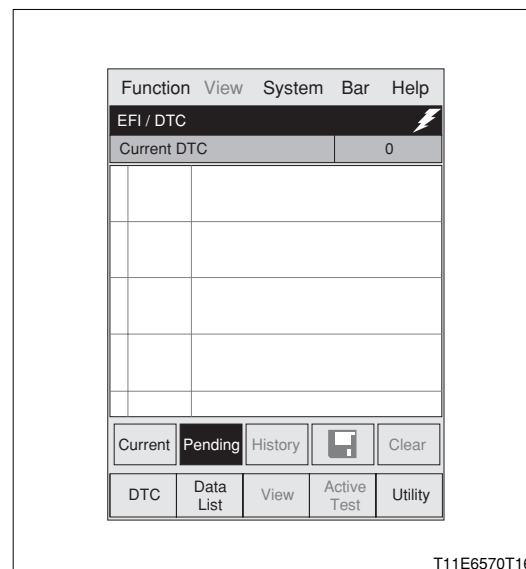 Function View System Bar Help
EFI / DTC
Current DTC 0
Current Pending History Clear
DTC Data List View Active Test Utility
T11E6570T16